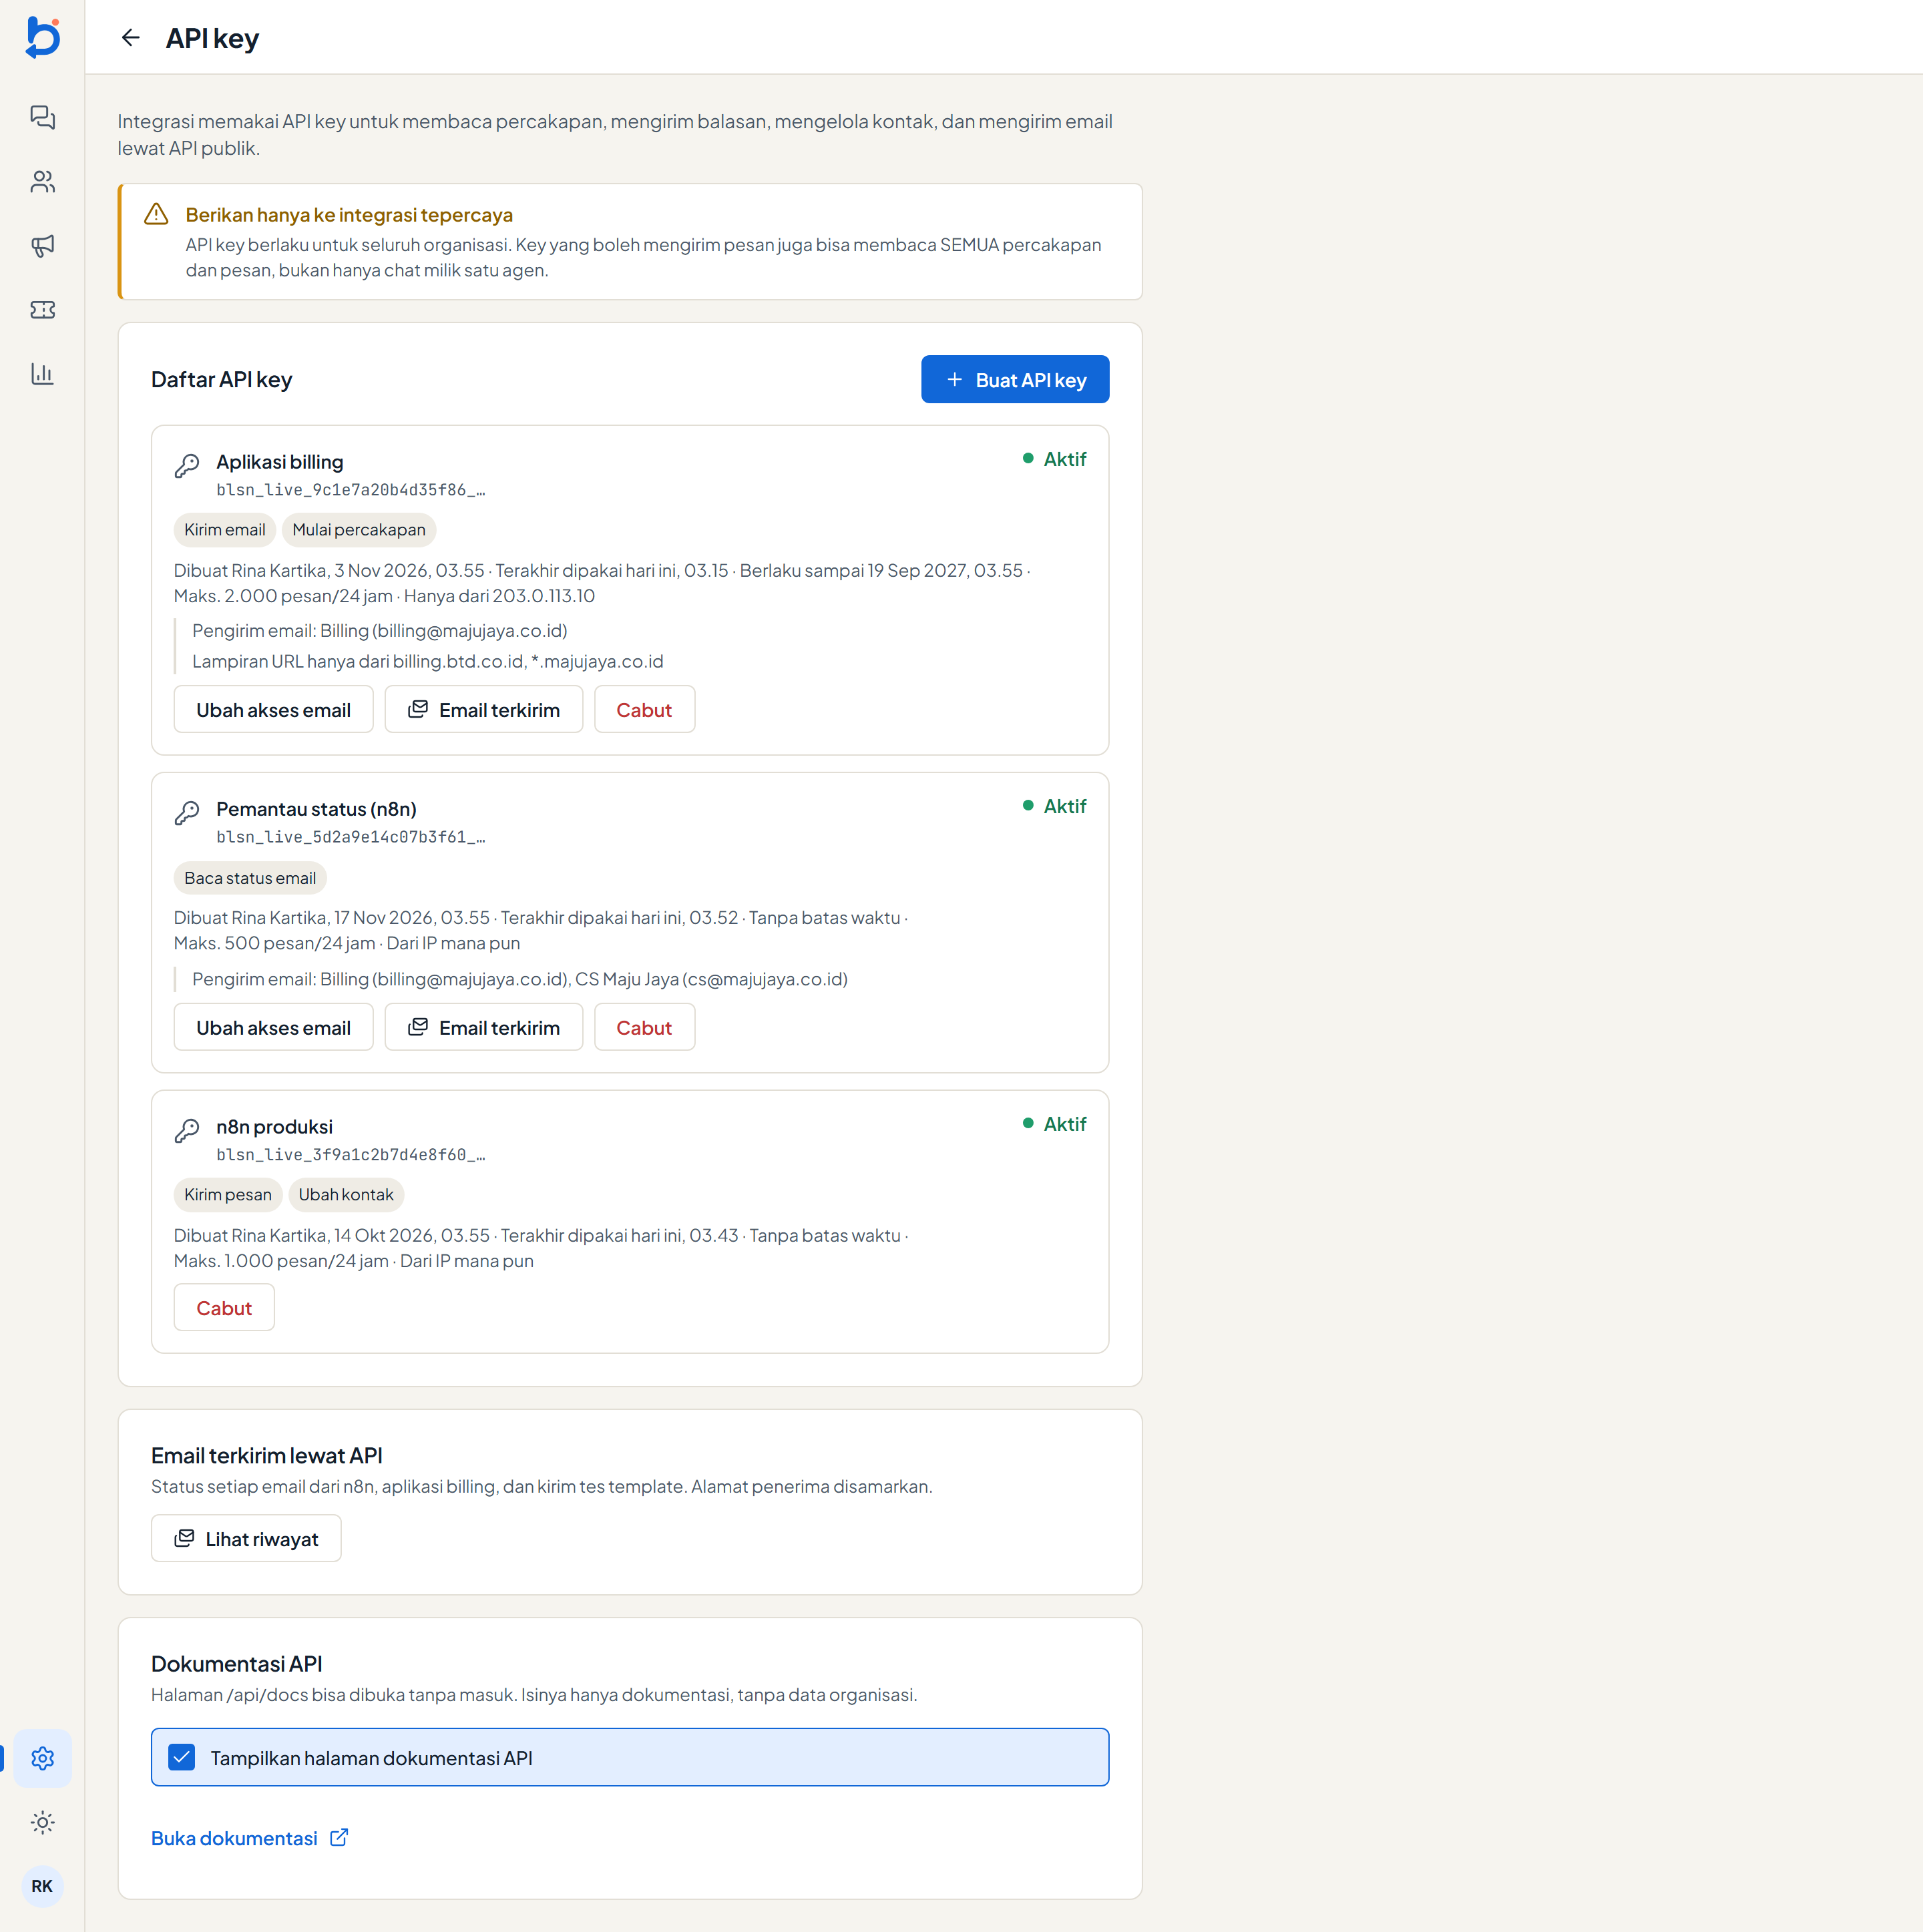 API key
Integrasi memakai API key untuk membaca percakapan, mengirim balasan, mengelola kontak, dan mengirim email
lewat API publik.
Berikan hanya ke integrasi tepercaya
API key berlaku untuk seluruh organisasi. Key yang boleh mengirim pesan juga bisa membaca SEMUA percakapan
dan pesan, bukan hanya chat milik satu agen.
Daftar API key
Buat API key
Aplikasi billing
Aktif
blsn_live_9c1e7a20b4d35f86_…
Kirim email
Mulai percakapan
Dibuat Rina Kartika, 3 Nov 2026, 03.55 · Terakhir dipakai hari ini, 03.15 · Berlaku sampai 19 Sep 2027, 03.55 ·
Maks. 2.000 pesan/24 jam · Hanya dari 203.0.113.10
Pengirim email: Billing (billing@majujaya.co.id)
Lampiran URL hanya dari billing.btd.co.id, *.majujaya.co.id
Ubah akses email
Email terkirim
Cabut
Pemantau status (n8n)
Aktif
blsn_live_5d2a9e14c07b3f61_…
Baca status email
Dibuat Rina Kartika, 17 Nov 2026, 03.55 · Terakhir dipakai hari ini, 03.52 · Tanpa batas waktu ·
Maks. 500 pesan/24 jam · Dari IP mana pun
Pengirim email: Billing (billing@majujaya.co.id), CS Maju Jaya (cs@majujaya.co.id)
Ubah akses email
Email terkirim
Cabut
n8n produksi
Aktif
blsn_live_3f9a1c2b7d4e8f60_…
Kirim pesan
Ubah kontak
Dibuat Rina Kartika, 14 Okt 2026, 03.55 · Terakhir dipakai hari ini, 03.43 · Tanpa batas waktu ·
Maks. 1.000 pesan/24 jam · Dari IP mana pun
Cabut
Email terkirim lewat API
Status setiap email dari n8n, aplikasi billing, dan kirim tes template. Alamat penerima disamarkan.
Lihat riwayat
Dokumentasi API
Halaman /api/docs bisa dibuka tanpa masuk. Isinya hanya dokumentasi, tanpa data organisasi.
Tampilkan halaman dokumentasi API
Buka dokumentasi
RK